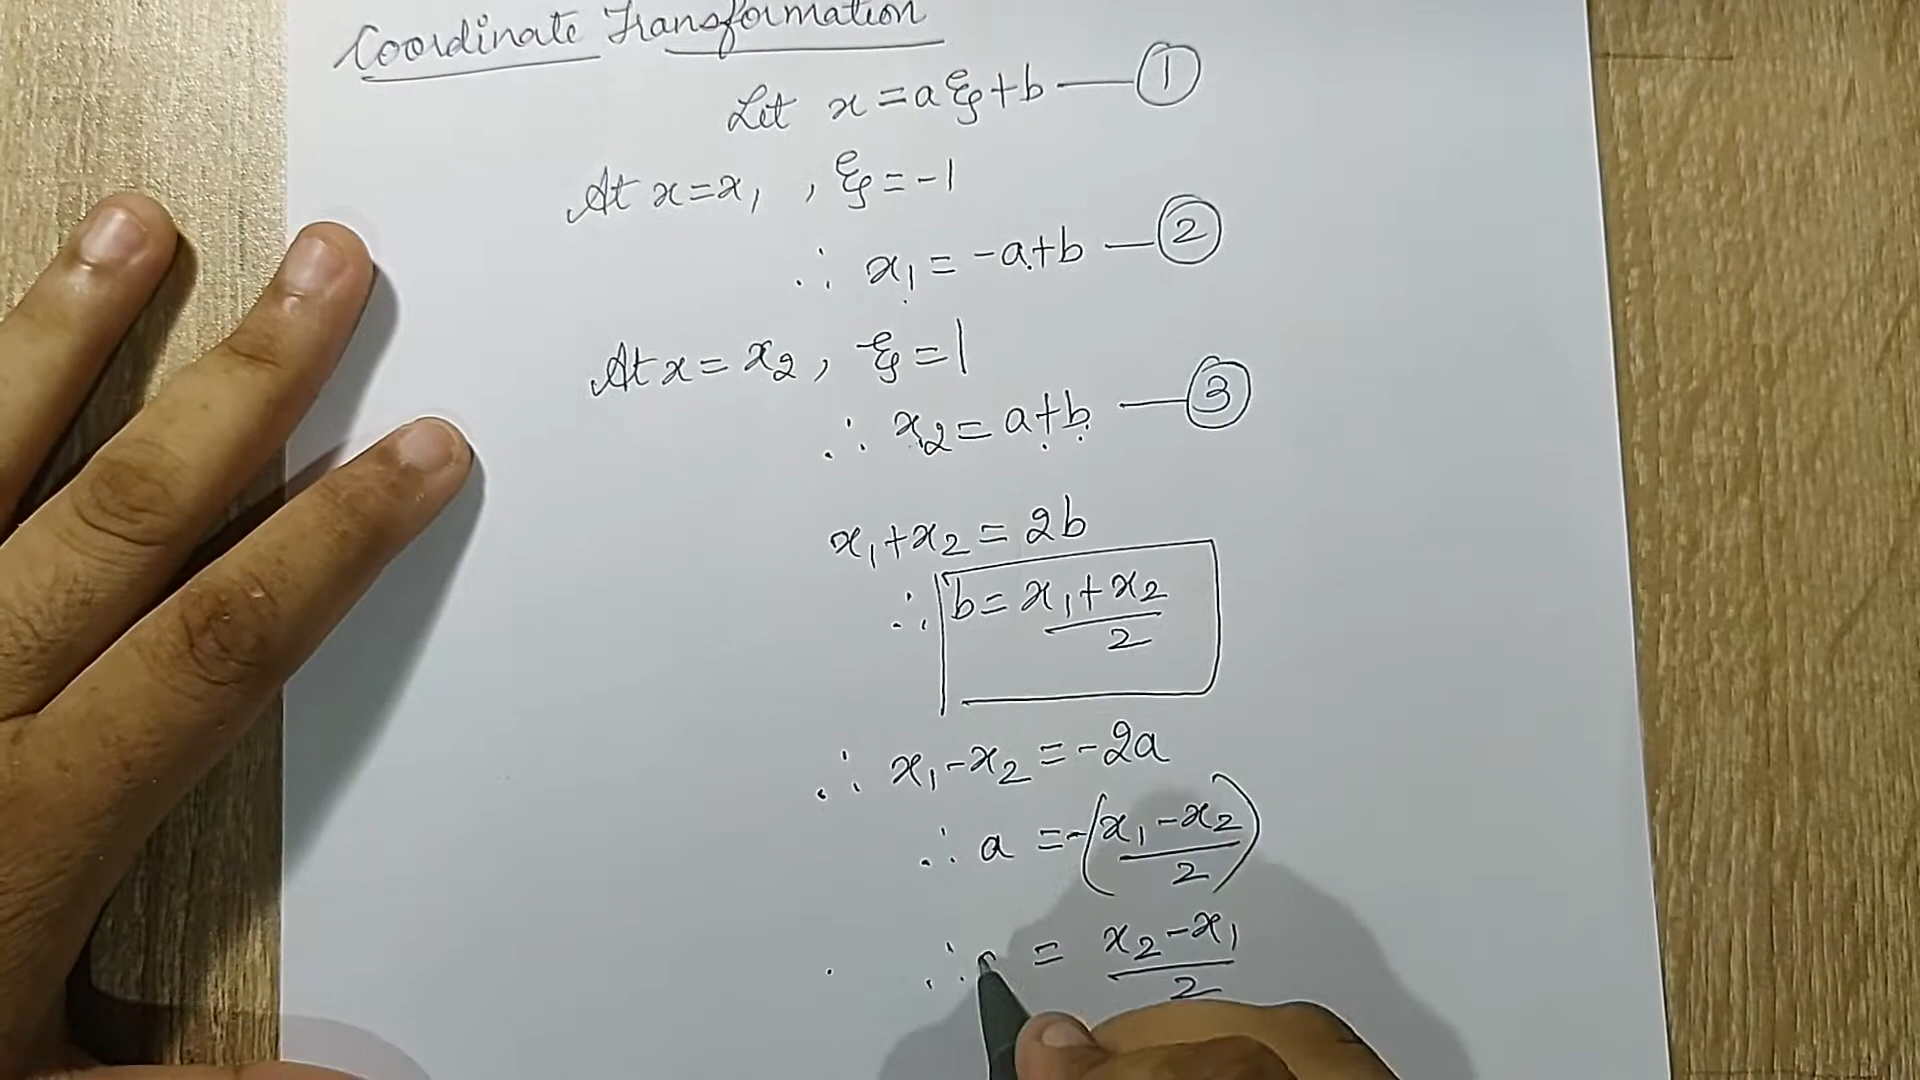 Coordinate Transformation
Let x = aξ + b — ①
At x = x₁ , ξ = -1
∴ x₁ = -a + b — ②
At x = x₂ , ξ = 1
∴ x₂ = a + b — ③
x₁ + x₂ = 2b
∴ b = (x₁ + x₂)/2
∴ x₁ - x₂ = -2a
∴ a = -((x₁ - x₂)/2)
∴ = (x₂ - x₁)/2